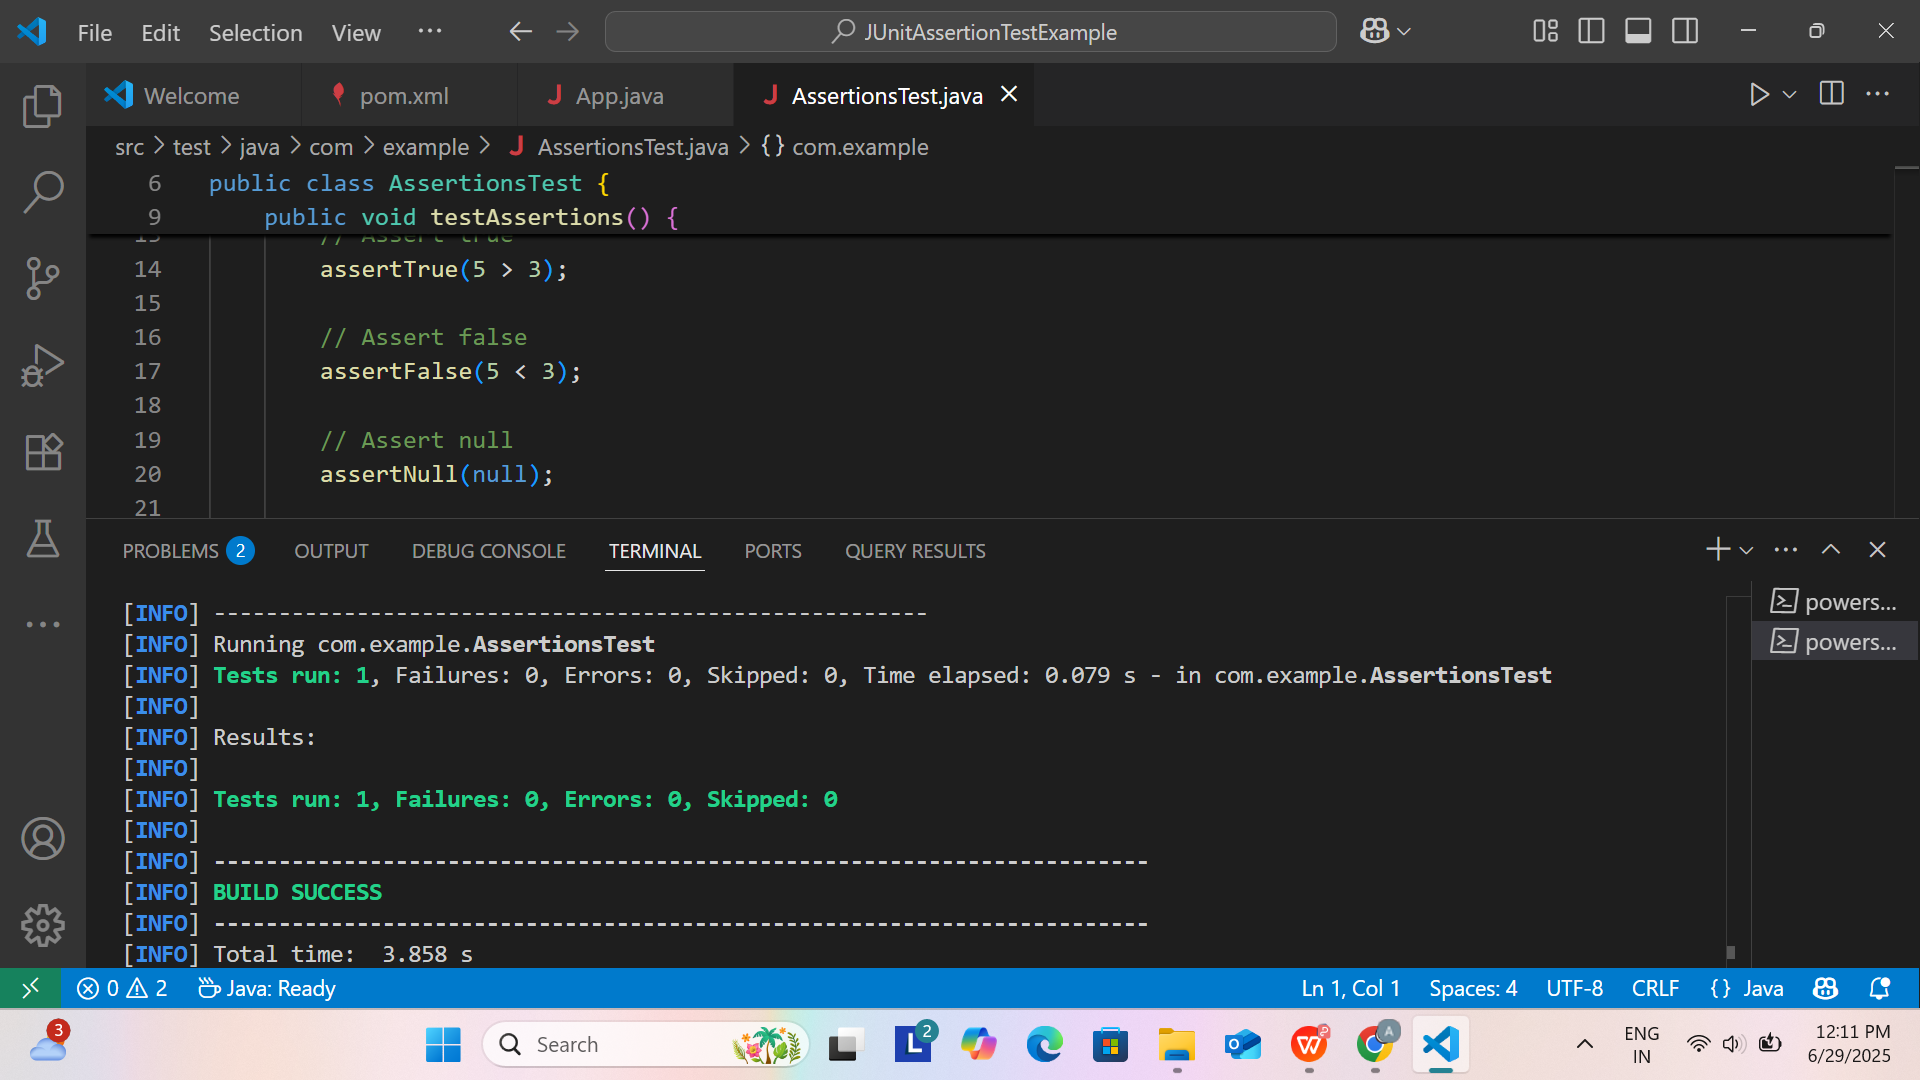 File Edit Selection View ··· JUnitAssertionTestExample
Welcome pom.xml App.java AssertionsTest.java
src > test > java > com > example > AssertionsTest.java > {} com.example
6 public class AssertionsTest {
9 public void testAssertions() {
13 // Assert true
14 assertTrue(5 > 3);
15
16 // Assert false
17 assertFalse(5 < 3);
18
19 // Assert null
20 assertNull(null);
21
PROBLEMS 2 OUTPUT DEBUG CONSOLE TERMINAL PORTS QUERY RESULTS
[INFO] -------------------------------------------------------
[INFO] Running com.example.AssertionsTest
[INFO] Tests run: 1, Failures: 0, Errors: 0, Skipped: 0, Time elapsed: 0.079 s - in com.example.AssertionsTest
[INFO]
[INFO] Results:
[INFO]
[INFO] Tests run: 1, Failures: 0, Errors: 0, Skipped: 0
[INFO]
[INFO] ------------------------------------------------------------------------
[INFO] BUILD SUCCESS
[INFO] ------------------------------------------------------------------------
[INFO] Total time:  3.858 s
powers...
powers...
0 2 Java: Ready Ln 1, Col 1 Spaces: 4 UTF-8 CRLF {} Java
3 Search L 2 A ENG 12:11 PM
IN 6/29/2025